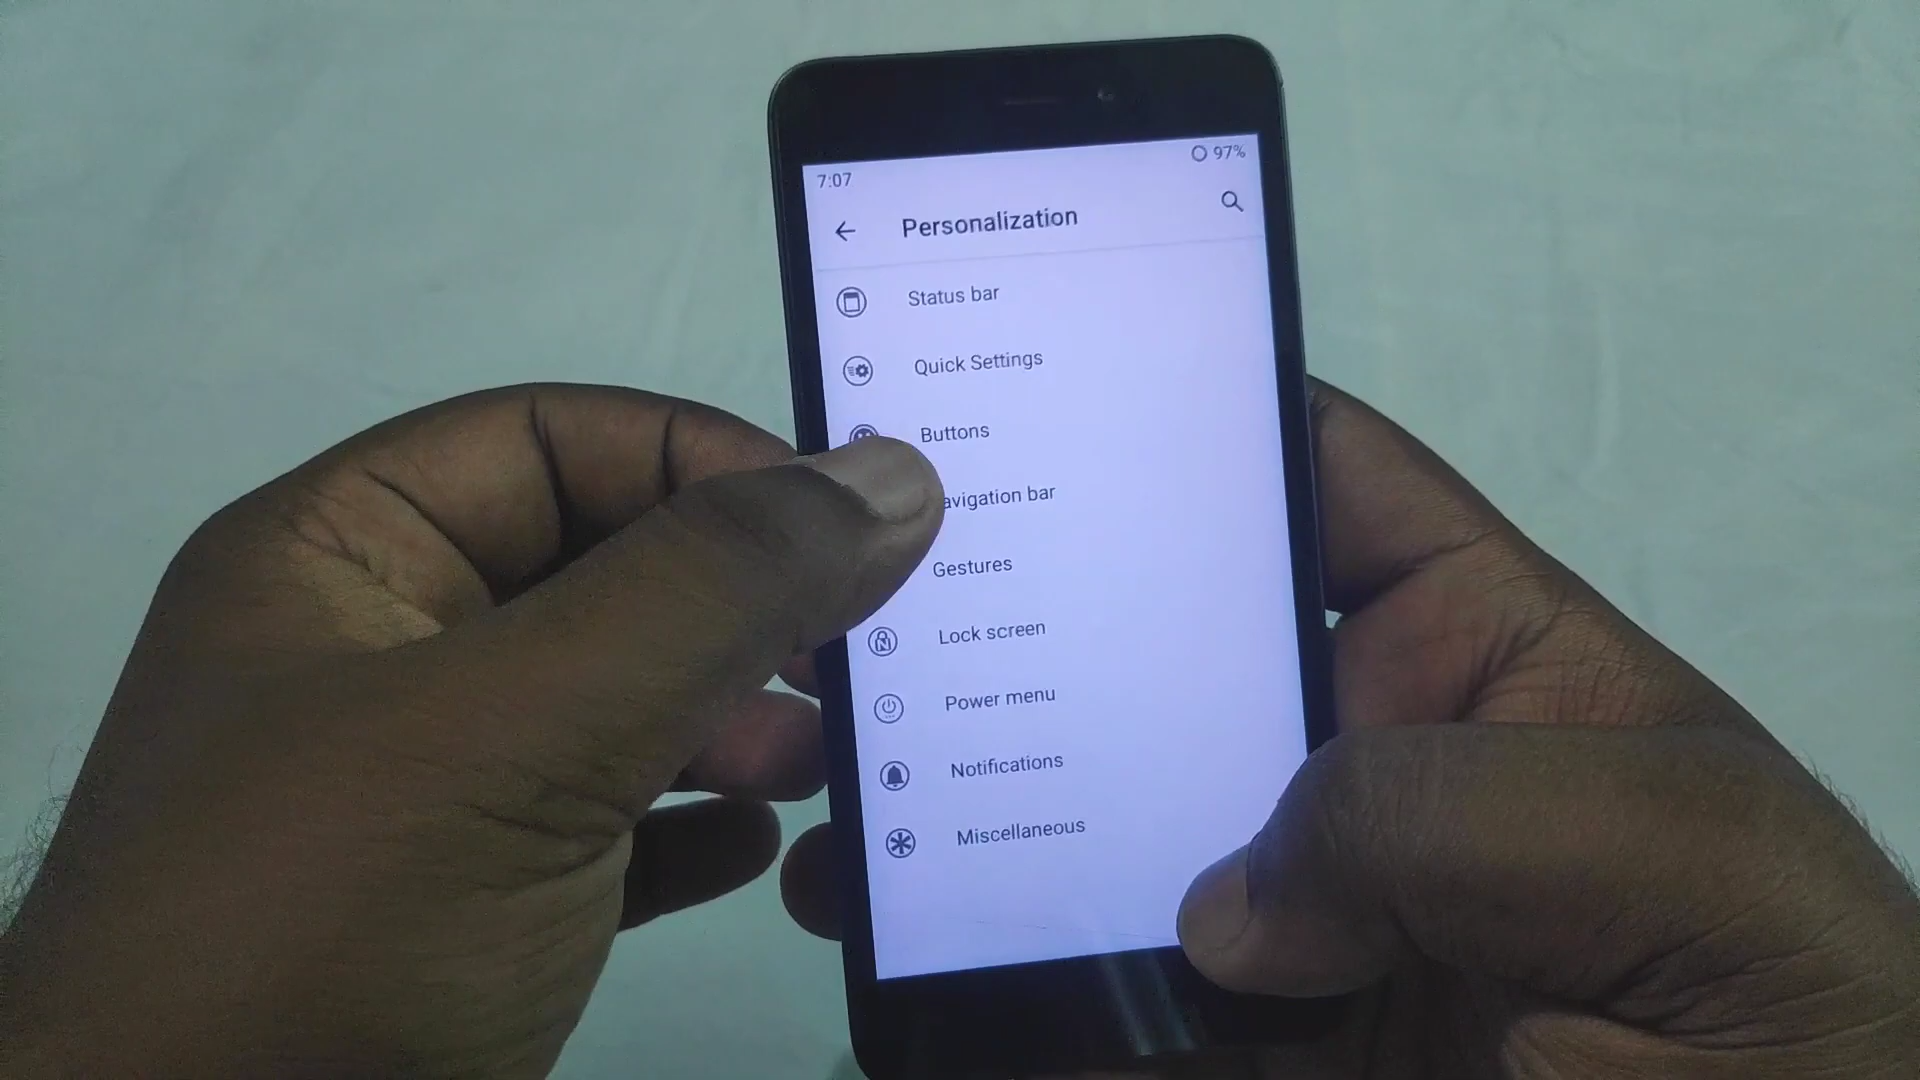 7:07 97%
Personalization
Status bar
Quick Settings
Buttons
avigation bar
Gestures
Lock screen
Power menu
Notifications
Miscellaneous